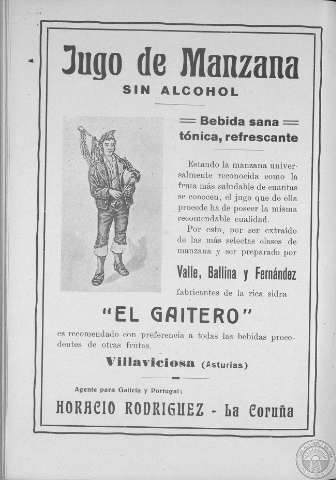 Jugo de Manzana
SIN ALCOHOL
Bebida sana
tónica, refrescante
Estando la manzana univer-
salmente reconocida como la
fruta más saludable de cuantas
se conocen, el jugo que de ella
procede ha de poseer la misma
recomendable cualidad.
Por esto, por ser extraído
de las más selectas clases de
manzana y ser preparado por
Valle, Ballina y Fernández
fabricantes de la rica sidra
"EL GAITERO"
es recomendado con preferencia a todas las bebidas proce-
dentes de otras frutas.
Villaviciosa (Asturias)
Agente para Galicia y Portugal:
HORACIO RODRIGUEZ - La Coruña